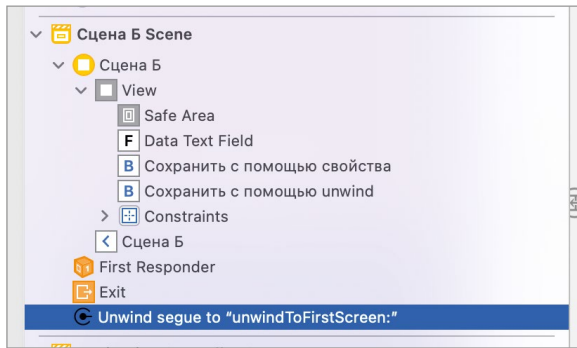 Сцена Б Scene
Сцена Б
View
Safe Area
F Data Text Field
B Сохранить с помощью свойства
B Сохранить с помощью unwind
Constraints
Сцена Б
First Responder
Exit
Unwind segue to “unwindToFirstScreen:”